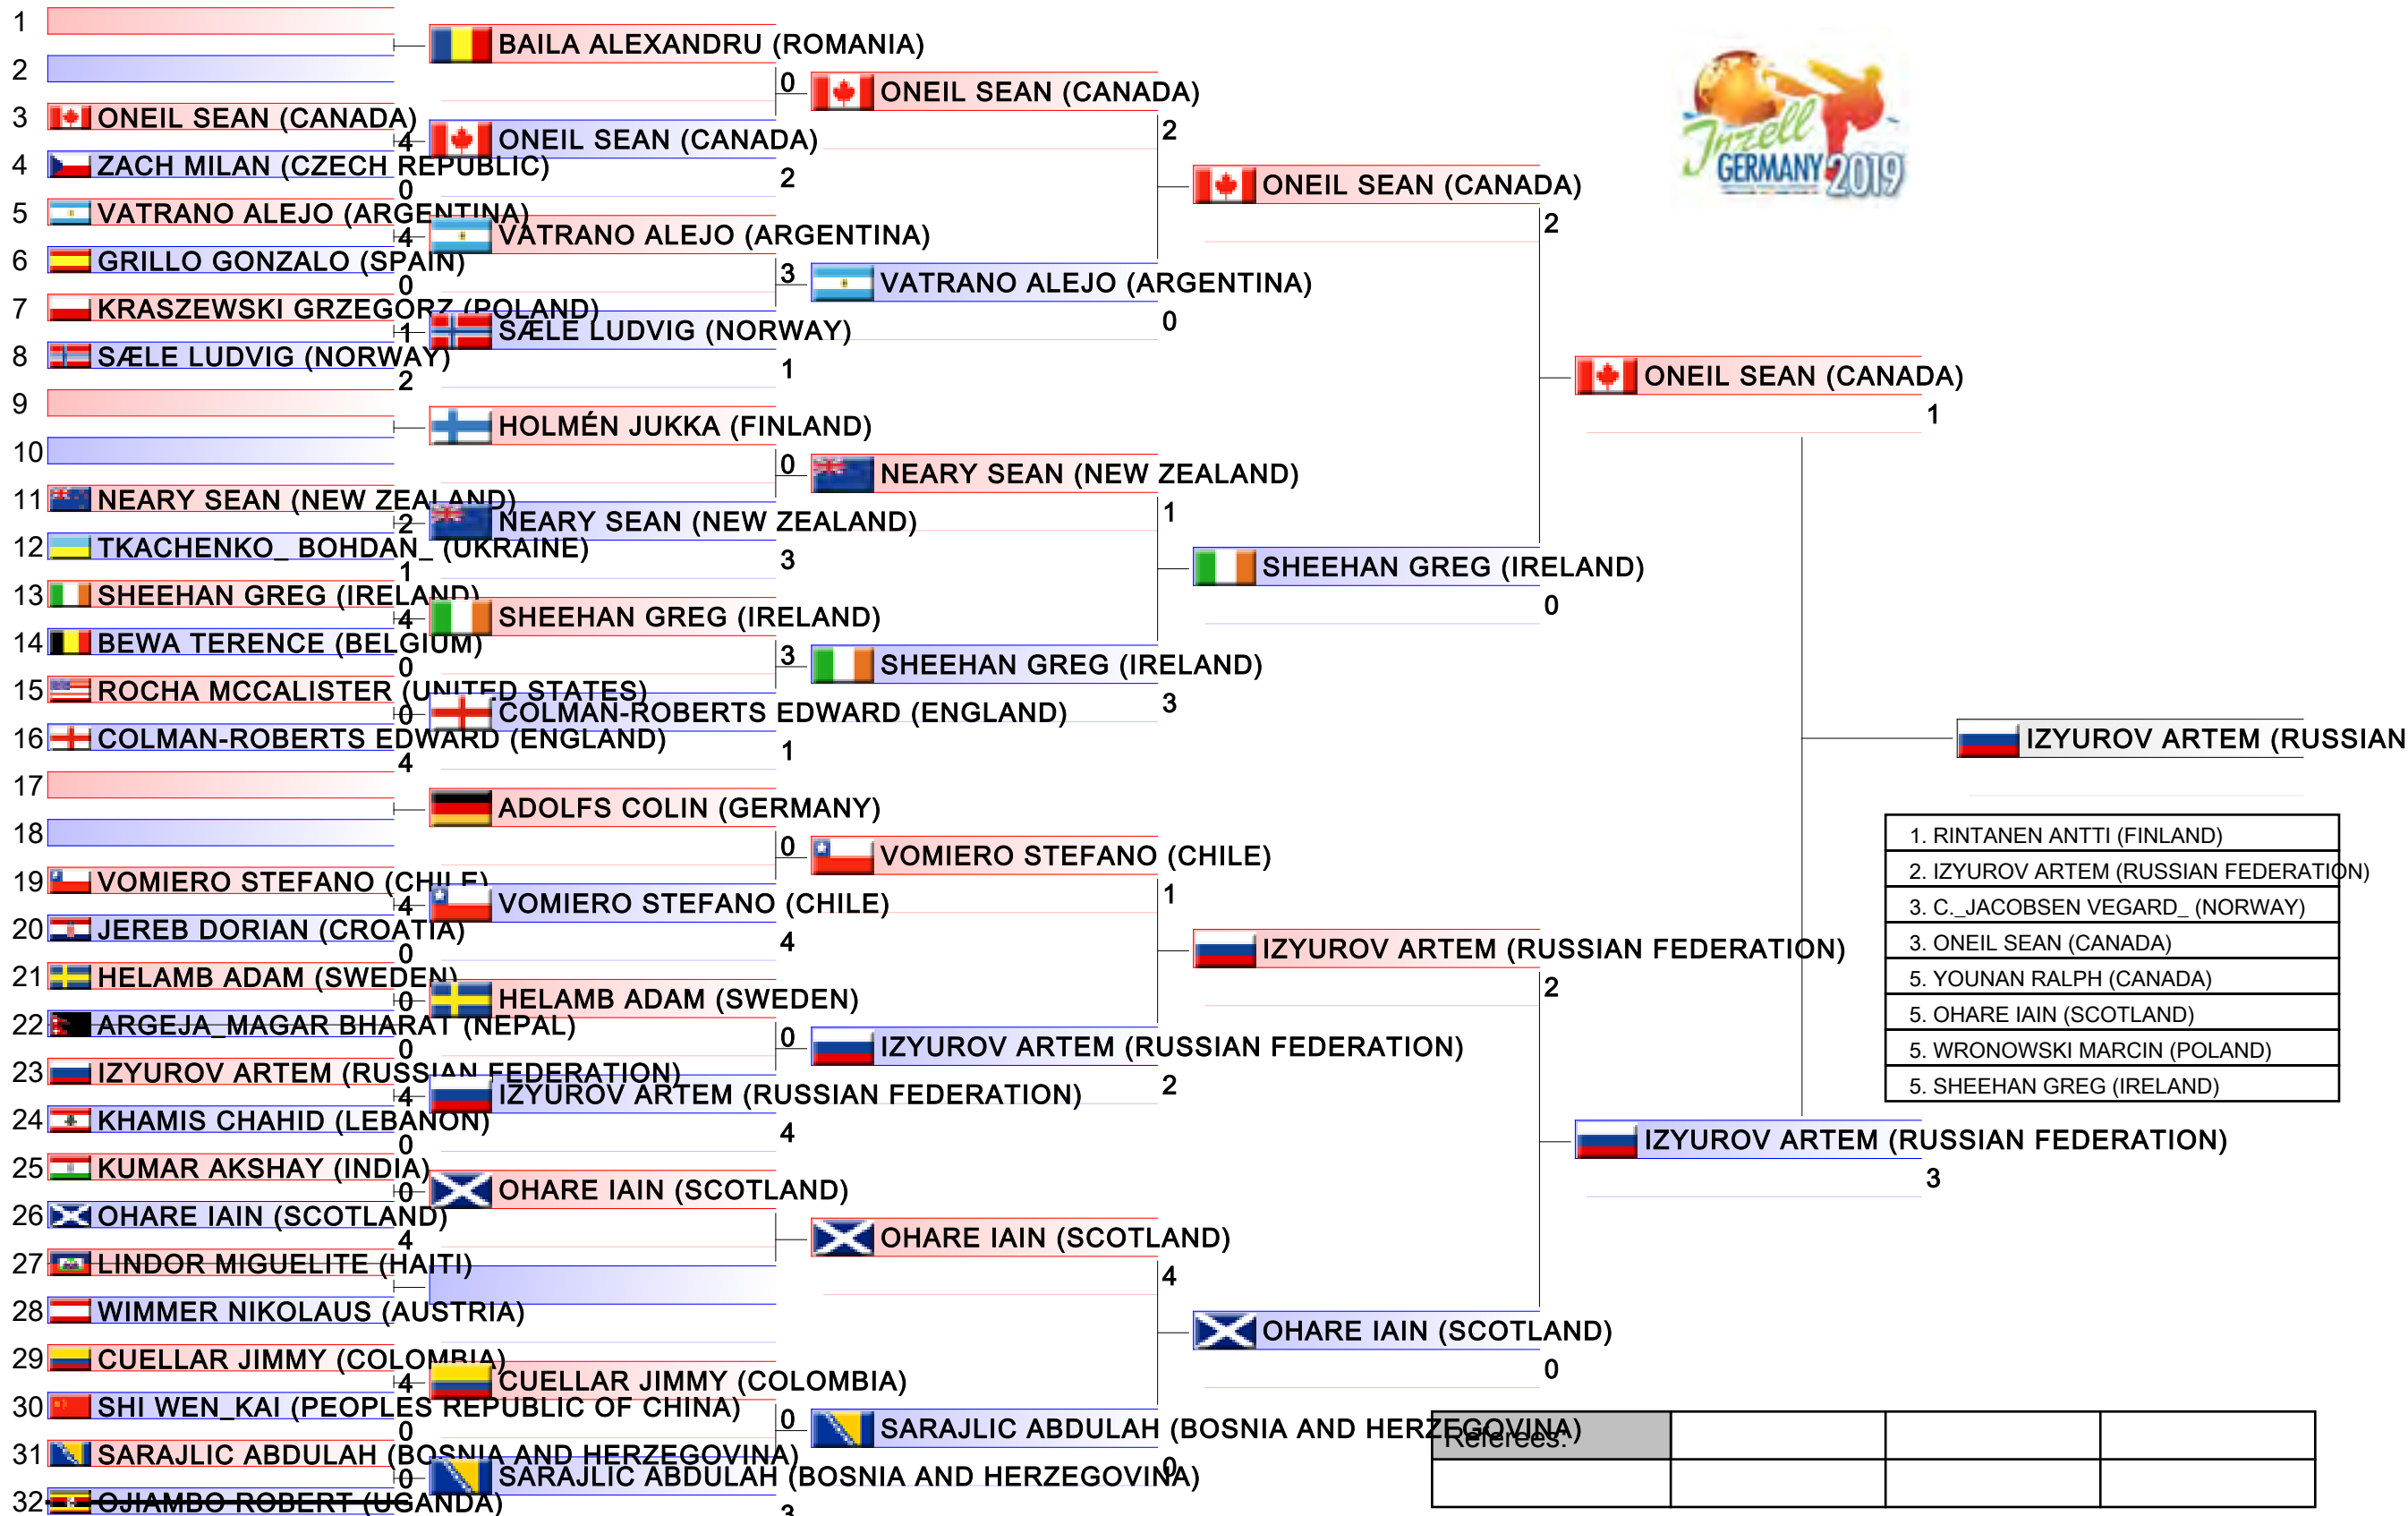 1
2
3 ONEIL SEAN (CANADA)
4
4 ZACH MILAN (CZECH REPUBLIC)
0
5 VATRANO ALEJO (ARGENTINA)
4
6 GRILLO GONZALO (SPAIN)
0
7 KRASZEWSKI GRZEGORZ (POLAND)
1
8 SÆLE LUDVIG (NORWAY)
2
9
10
11 NEARY SEAN (NEW ZEALAND)
2
12 TKACHENKO_ BOHDAN_ (UKRAINE)
1
13 SHEEHAN GREG (IRELAND)
4
14 BEWA TERENCE (BELGIUM)
0
15 ROCHA MCCALISTER (UNITED STATES)
0
16 COLMAN-ROBERTS EDWARD (ENGLAND)
4
17
18
19 VOMIERO STEFANO (CHILE)
4
20 JEREB DORIAN (CROATIA)
0
21 HELAMB ADAM (SWEDEN)
0
22 ARGEJA_MAGAR BHARAT (NEPAL)
0
23 IZYUROV ARTEM (RUSSIAN FEDERATION)
4
24 KHAMIS CHAHID (LEBANON)
0
25 KUMAR AKSHAY (INDIA)
0
26 OHARE IAIN (SCOTLAND)
4
27 LINDOR MIGUELITE (HAITI)
28 WIMMER NIKOLAUS (AUSTRIA)
29 CUELLAR JIMMY (COLOMBIA)
4
30 SHI WEN_KAI (PEOPLES REPUBLIC OF CHINA)
0
31 SARAJLIC ABDULAH (BOSNIA AND HERZEGOVINA)
0
32 OJIAMBO ROBERT (UGANDA)
BAILA ALEXANDRU (ROMANIA)
0
ONEIL SEAN (CANADA)
2
VATRANO ALEJO (ARGENTINA)
3
SÆLE LUDVIG (NORWAY)
1
HOLMÉN JUKKA (FINLAND)
0
NEARY SEAN (NEW ZEALAND)
3
SHEEHAN GREG (IRELAND)
3
COLMAN-ROBERTS EDWARD (ENGLAND)
1
ADOLFS COLIN (GERMANY)
0
VOMIERO STEFANO (CHILE)
4
HELAMB ADAM (SWEDEN)
0
IZYUROV ARTEM (RUSSIAN FEDERATION)
4
OHARE IAIN (SCOTLAND)
CUELLAR JIMMY (COLOMBIA)
0
SARAJLIC ABDULAH (BOSNIA AND HERZEGOVINA)
3
ONEIL SEAN (CANADA)
2
VATRANO ALEJO (ARGENTINA)
0
NEARY SEAN (NEW ZEALAND)
1
SHEEHAN GREG (IRELAND)
3
VOMIERO STEFANO (CHILE)
1
IZYUROV ARTEM (RUSSIAN FEDERATION)
2
OHARE IAIN (SCOTLAND)
4
SARAJLIC ABDULAH (BOSNIA AND HERZEGOVINA)
0
ONEIL SEAN (CANADA)
2
SHEEHAN GREG (IRELAND)
0
IZYUROV ARTEM (RUSSIAN FEDERATION)
2
OHARE IAIN (SCOTLAND)
0
ONEIL SEAN (CANADA)
1
IZYUROV ARTEM (RUSSIAN FEDERATION)
3
Inzell
GERMANY 2019
IZYUROV ARTEM (RUSSIAN
1. RINTANEN ANTTI (FINLAND)
2. IZYUROV ARTEM (RUSSIAN FEDERATION)
3. C._JACOBSEN VEGARD_ (NORWAY)
3. ONEIL SEAN (CANADA)
5. YOUNAN RALPH (CANADA)
5. OHARE IAIN (SCOTLAND)
5. WRONOWSKI MARCIN (POLAND)
5. SHEEHAN GREG (IRELAND)
Referees: